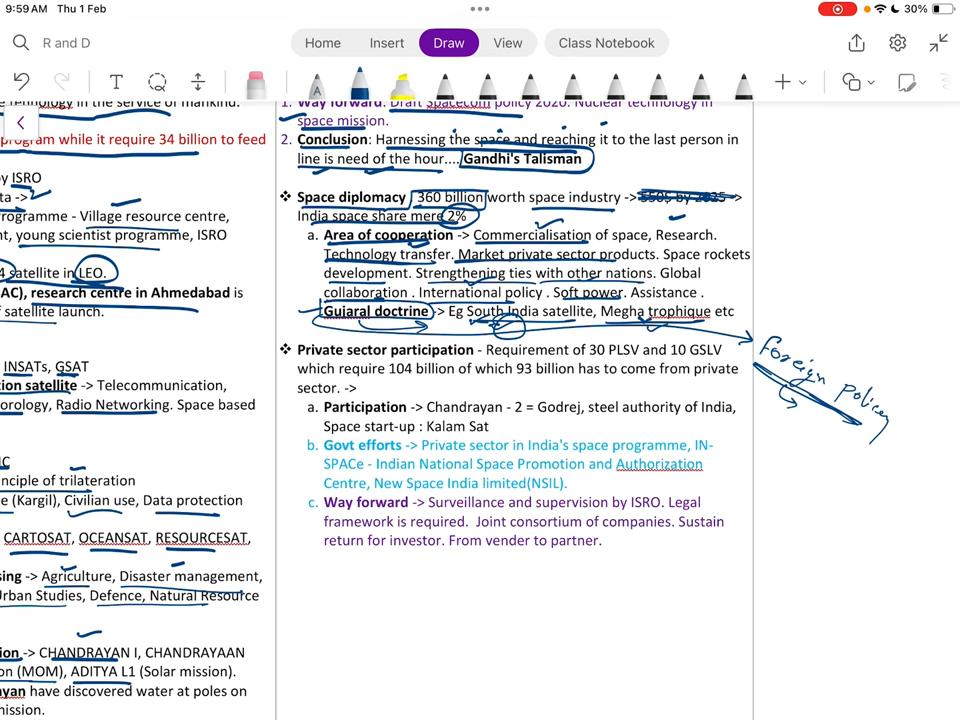 9:59 AM Thu 1 Feb
30%
R and D
Home Insert Draw View Class Notebook
T
A
e technology in the service of mankind.
program while it require 34 billion to feed
by ISRO
ta ->
rogramme - Village resource centre,
nt, young scientist programme, ISRO
4 satellite in LEO.
AC), research centre in Ahmedabad is
f satellite launch.
INSATs, GSAT
tion satellite -> Telecommunication,
orology, Radio Networking. Space based
IC
inciple of trilateration
e (Kargil), Civilian use, Data protection
CARTOSAT, OCEANSAT, RESOURCESAT,
sing -> Agriculture, Disaster management,
Urban Studies, Defence, Natural Resource
ion -> CHANDRAYAN I, CHANDRAYAAN
on (MOM), ADITYA L1 (Solar mission).
ayan have discovered water at poles on
mission.
1. Way forward: Draft Spacecom policy 2020. Nuclear technology in
space mission.
2. Conclusion: Harnessing the space and reaching it to the last person in
line is need of the hour.... Gandhi's Talisman
❖ Space diplomacy 360 billion worth space industry -> 550$ by 2025 ->
India space share mere 2%
a. Area of cooperation -> Commercialisation of space, Research.
Technology transfer. Market private sector products. Space rockets
development. Strengthening ties with other nations. Global
collaboration . International policy . Soft power. Assistance .
Gujaral doctrine -> Eg South India satellite, Megha trophique etc
❖ Private sector participation - Requirement of 30 PLSV and 10 GSLV
which require 104 billion of which 93 billion has to come from private
sector. ->
a. Participation -> Chandrayan - 2 = Godrej, steel authority of India,
Space start-up : Kalam Sat
b. Govt efforts -> Private sector in India's space programme, IN-
SPACe - Indian National Space Promotion and Authorization
Centre, New Space India limited(NSIL).
c. Way forward -> Surveillance and supervision by ISRO. Legal
framework is required. Joint consortium of companies. Sustain
return for investor. From vender to partner.
Foreign policy